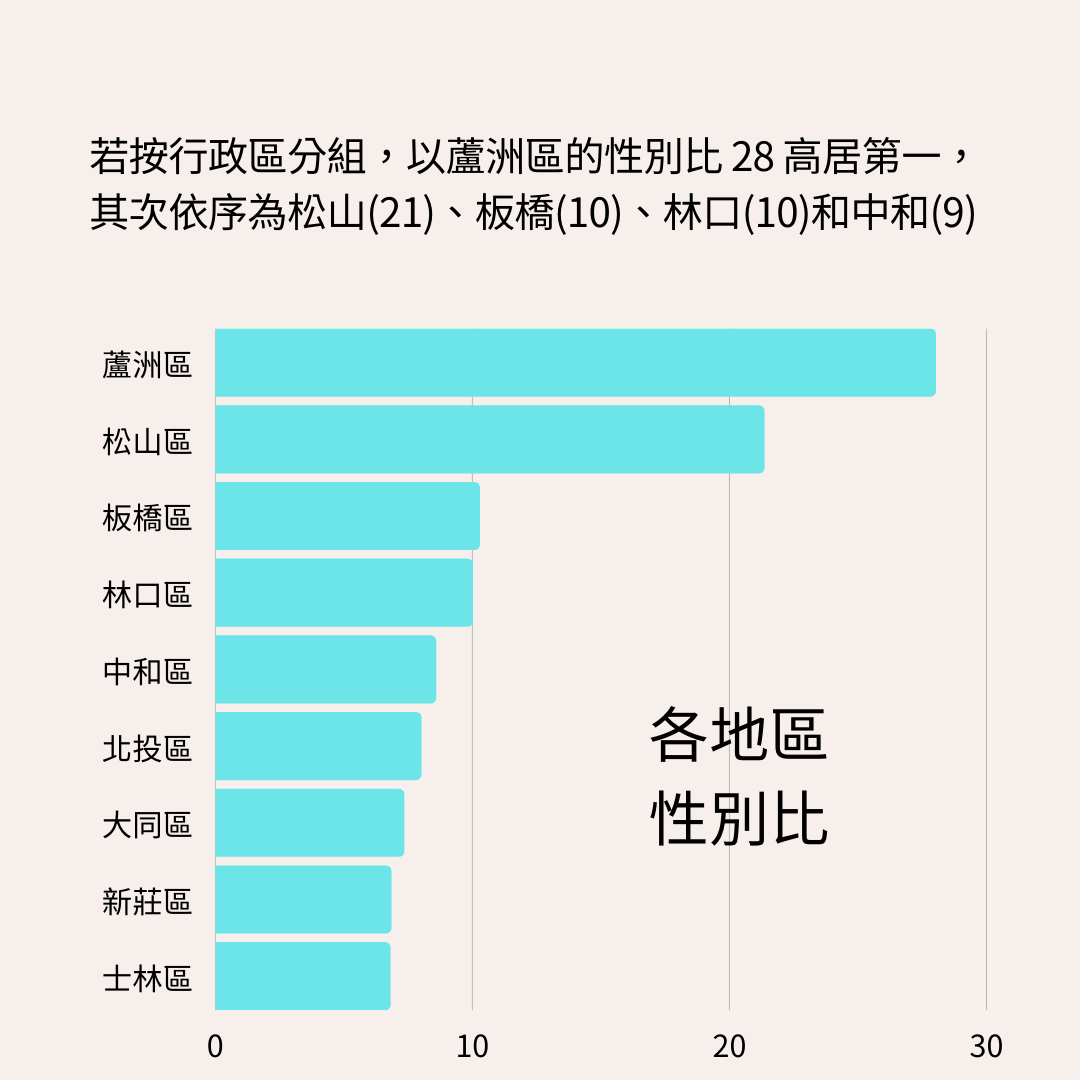 若按行政區分組，以蘆洲區的性別比 28 高居第一，
其次依序為松山(21)、板橋(10)、林口(10)和中和(9)
蘆洲區
松山區
板橋區
林口區
中和區
北投區
大同區
新莊區
士林區
各地區
性別比
0 10 20 30